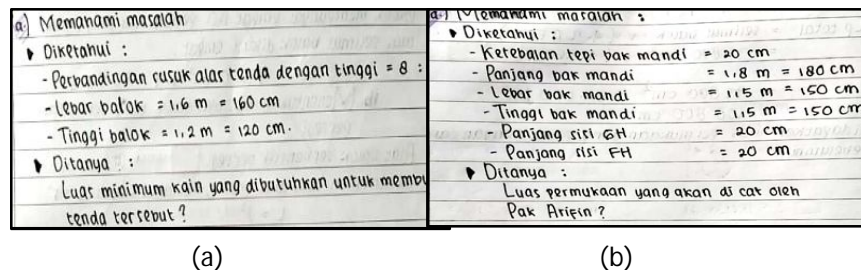 a.) Memahami masalah
▶ Diketahui :
- Perbandingan rusuk alas tenda dengan tinggi = 8 :
- Lebar balok = 1,6 m = 160 cm
- Tinggi balok = 1,2 m = 120 cm.
▶ Ditanya :
Luas minimum kain yang dibutuhkan untuk membu
tenda tersebut?
(a)
a.) Memahami masalah :
▶ Diketahui :
- Ketebalan tepi bak mandi = 20 cm
- Panjang bak mandi = 1,8 m = 180 cm
- Lebar bak mandi = 1,5 m = 150 cm
- Tinggi bak mandi = 1,5 m = 150 cm
- Panjang sisi GH = 20 cm
- Panjang sisi FH = 20 cm
▶ Ditanya :
Luas permukaan yang akan di cat oleh
Pak Arifin?
(b)